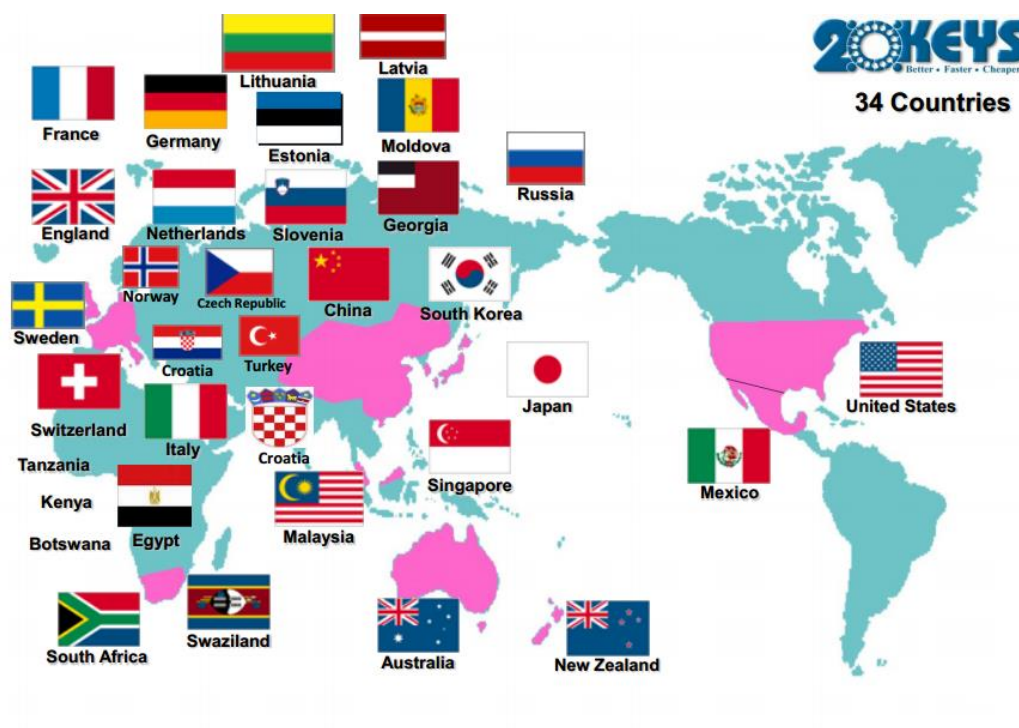 20KEYS
Better • Faster • Cheaper
34 Countries
Lithuania
Latvia
France
Germany
Estonia
Moldova
Russia
England
Netherlands
Slovenia
Georgia
Norway
Czech Republic
China
South Korea
Sweden
Croatia
Turkey
Japan
United States
Switzerland
Italy
Croatia
Singapore
Mexico
Tanzania
Kenya
Malaysia
Botswana
Egypt
South Africa
Swaziland
Australia
New Zealand